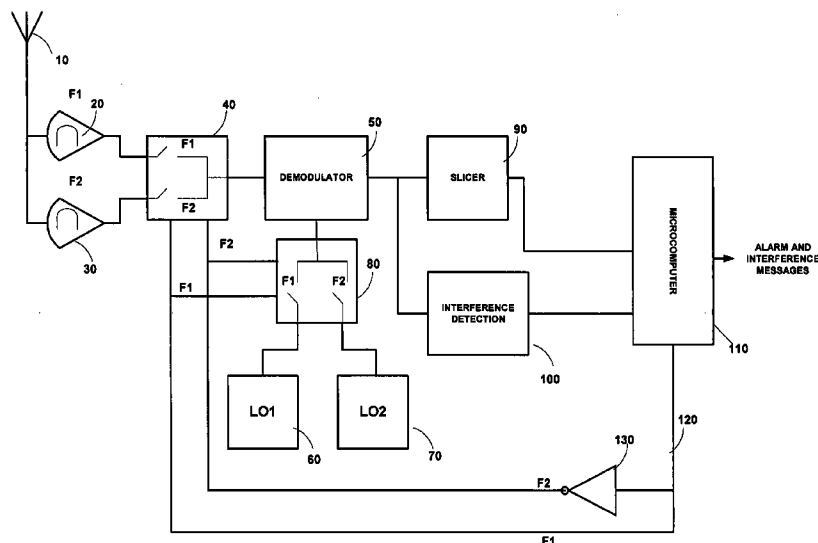 10
F1
20
40
50
90
F1
DEMODULATOR
SLICER
MICROCOMPUTER
F2
F2
ALARM AND
INTERFERENCE
MESSAGES
30
F2
80
F1
F2
F1
INTERFERENCE
DETECTION
110
100
LO1
LO2
120
60
70
130
F2
F1